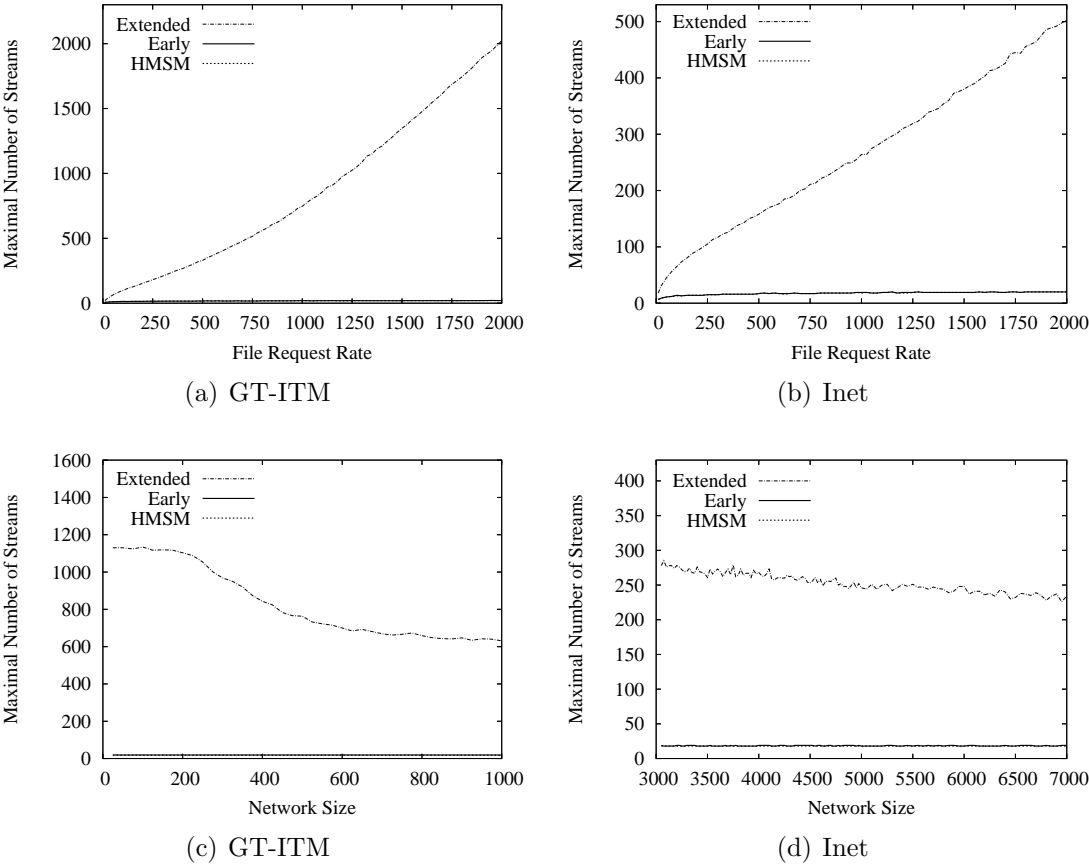 Maximal Number of Streams
2000
1500
1000
500
0
Extended
Early
HMSM
0 250 500 750 1000 1250 1500 1750 2000
File Request Rate
(a) GT-ITM
Maximal Number of Streams
500
400
300
200
100
0
Extended
Early
HMSM
0 250 500 750 1000 1250 1500 1750 2000
File Request Rate
(b) Inet
Maximal Number of Streams
1600
1400
1200
1000
800
600
400
200
0
Extended
Early
HMSM
0 200 400 600 800 1000
Network Size
(c) GT-ITM
Maximal Number of Streams
400
350
300
250
200
150
100
50
0
Extended
Early
HMSM
3000 3500 4000 4500 5000 5500 6000 6500 7000
Network Size
(d) Inet